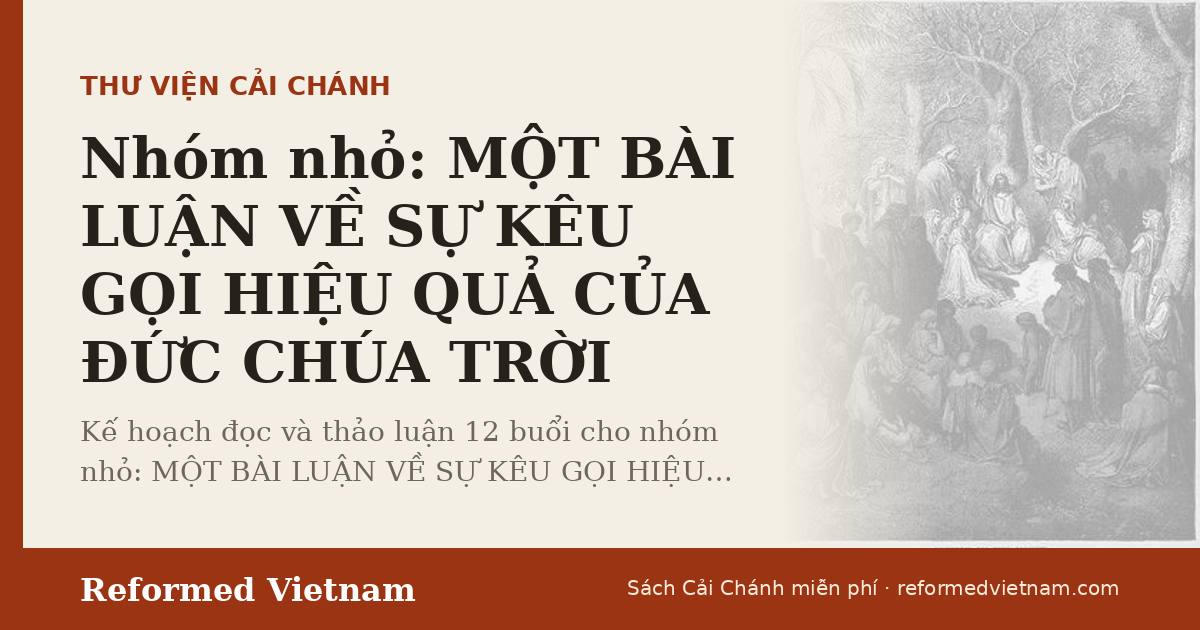 THƯ VIỆN CẢI CHÁNH
Nhóm nhỏ: MỘT BÀI
LUẬN VỀ SỰ KÊU
GỌI HIỆU QUẢ CỦA
ĐỨC CHÚA TRỜI
Kế hoạch đọc và thảo luận 12 buổi cho nhóm
nhỏ: MỘT BÀI LUẬN VỀ SỰ KÊU GỌI HIỆU...
Reformed Vietnam
Sách Cải Chánh miễn phí · reformedvietnam.com